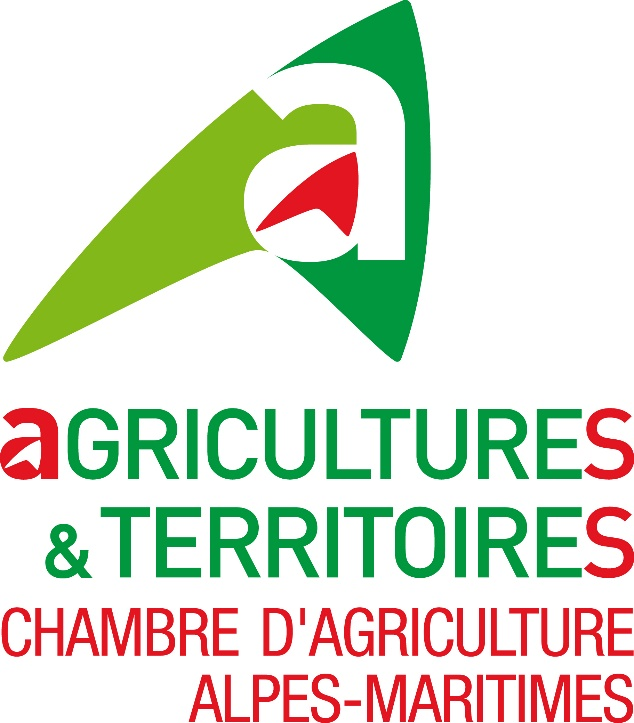 a
aGRICULTURES
& TERRITOIRES
CHAMBRE D'AGRICULTURE
ALPES-MARITIMES